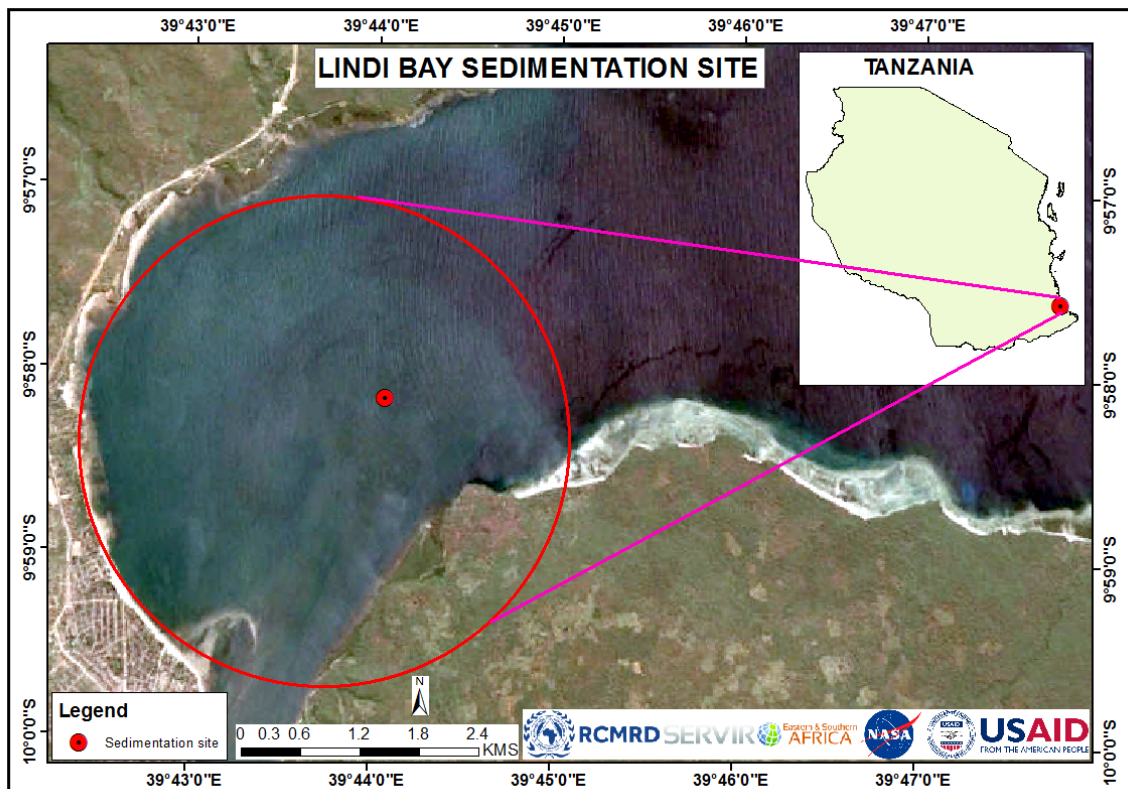 39°43'0"E 39°44'0"E 39°45'0"E 39°46'0"E 39°47'0"E
LINDI BAY SEDIMENTATION SITE
TANZANIA
9°57'0"S
9°57'0"S
9°58'0"S
9°58'0"S
9°59'0"S
9°59'0"S
10°0'0"S
10°0'0"S
Legend
Sedimentation site
N
0 0.3 0.6 1.2 1.8 2.4
KMS
RCMRD
SERVIR
Eastern & Southern
AFRICA
NASA
USAID
USAID
FROM THE AMERICAN PEOPLE
39°43'0"E 39°44'0"E 39°45'0"E 39°46'0"E 39°47'0"E